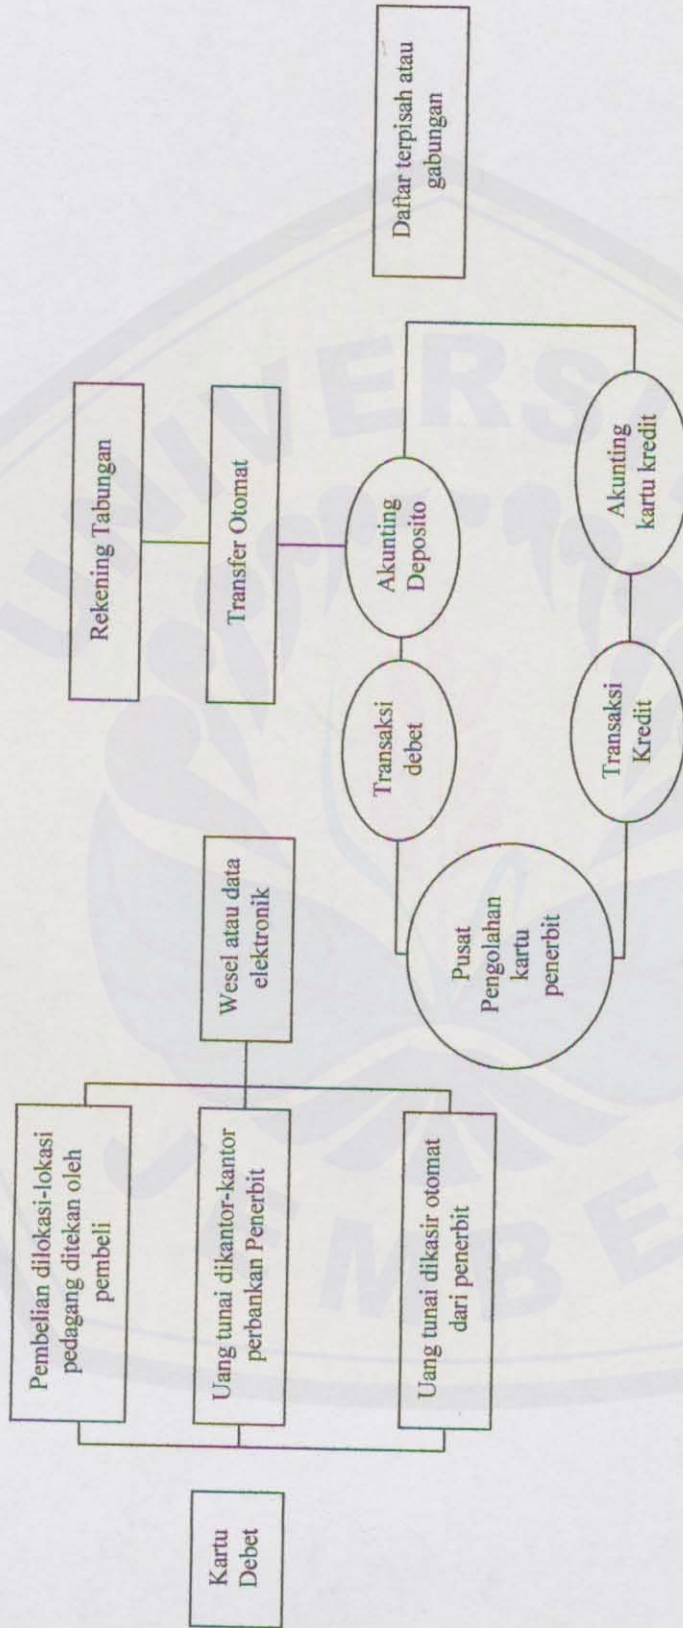 Kartu
Debet
Pembelian dilokasi-lokasi
pedagang ditekan oleh
pembeli
Uang tunai dikantor-kantor
perbankan Penerbit
Uang tunai dikasir otomat
dari penerbit
Wesel atau data
elektronik
Pusat
Pengolahan
kartu
penerbit
Rekening Tabungan
Transfer Otomat
Transaksi
debet
Akunting
Deposito
Transaksi
Kredit
Akunting
kartu kredit
Daftar terpisah atau
gabungan
UNIVERS
JEMBE